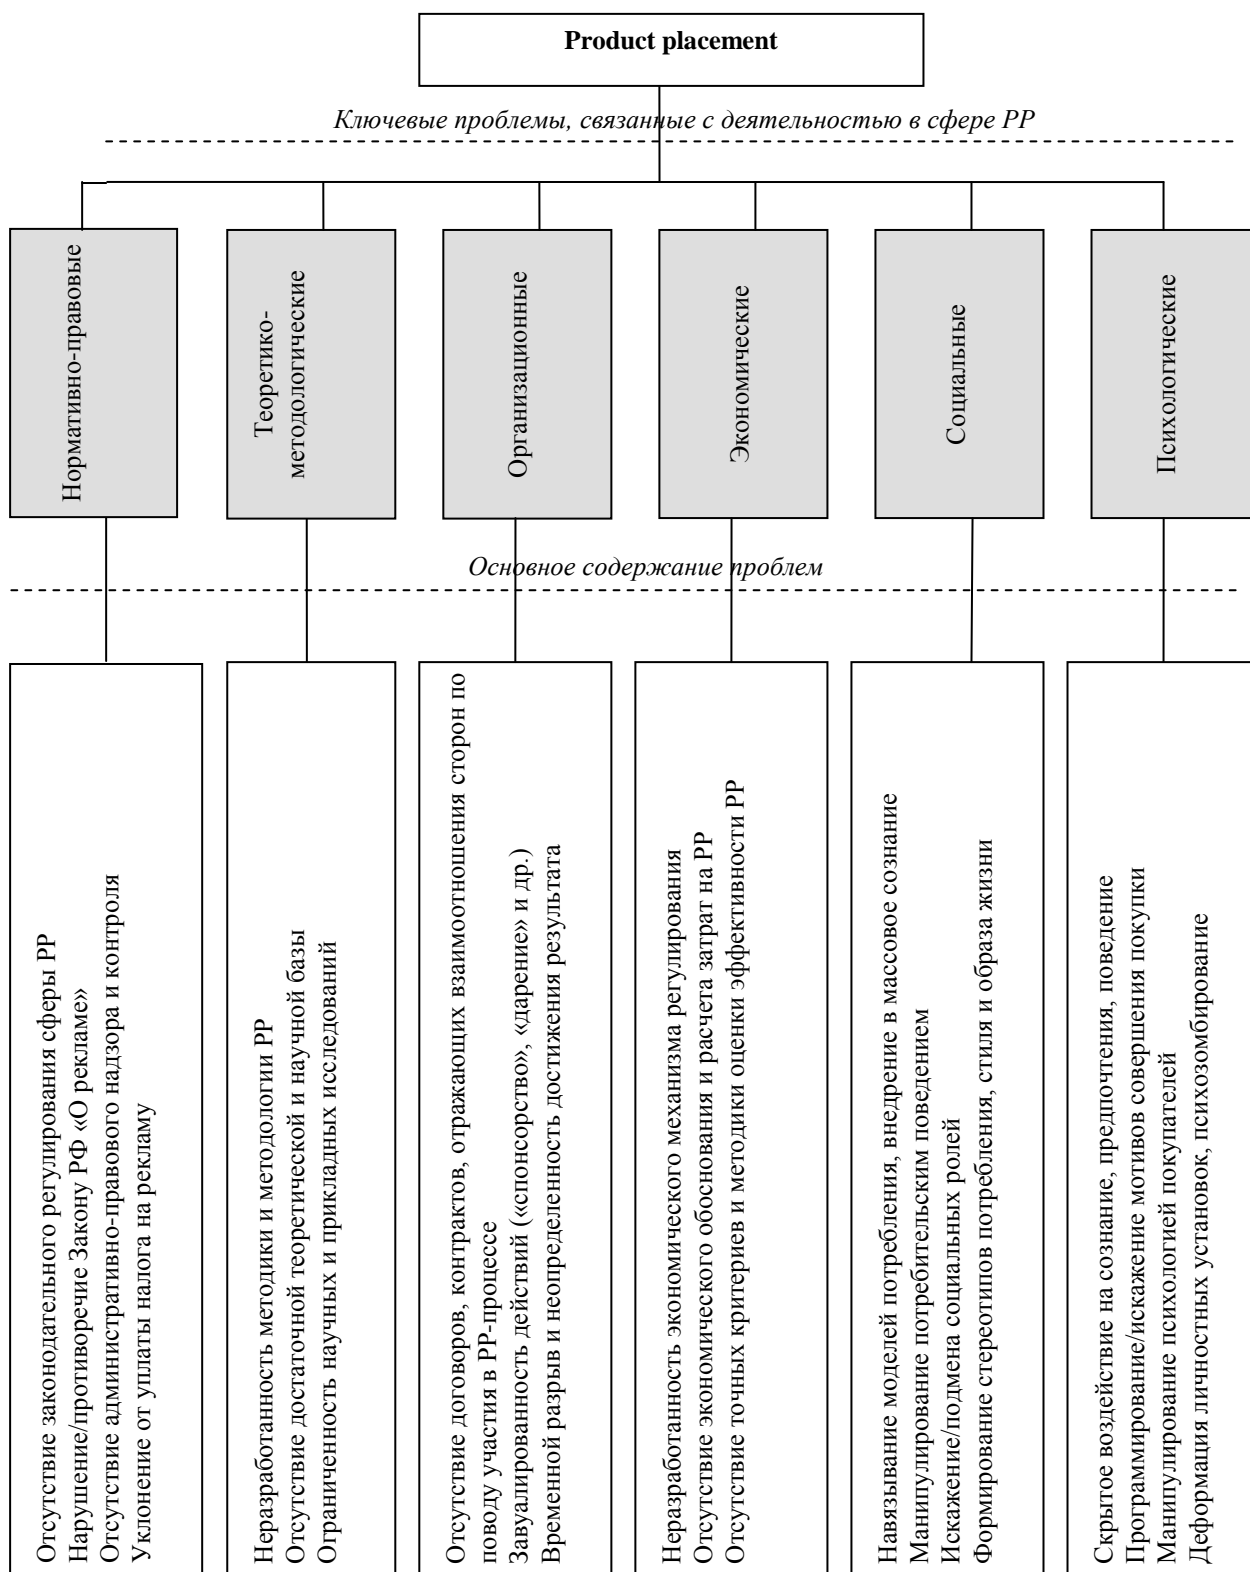 Product placement
Ключевые проблемы, связанные с деятельностью в сфере PP
Нормативно-правовые
Теоретико-
методологические
Организационные
Экономические
Социальные
Психологические
Основное содержание проблем
Отсутствие законодательного регулирования сферы PP
Нарушение/противоречие Закону РФ «О рекламе»
Отсутствие административно-правового надзора и контроля
Уклонение от уплаты налога на рекламу
Неразработанность методики и методологии PP
Отсутствие достаточной теоретической и научной базы
Ограниченность научных и прикладных исследований
Отсутствие договоров, контрактов, отражающих взаимоотношения сторон по
поводу участия в PP-процессе
Завуалированность действий («спонсорство», «дарение» и др.)
Временной разрыв и неопределенность достижения результата
Неразработанность экономического механизма регулирования
Отсутствие экономического обоснования и расчета затрат на PP
Отсутствие точных критериев и методики оценки эффективности PP
Навязывание моделей потребления, внедрение в массовое сознание
Манипулирование потребительским поведением
Искажение/подмена социальных ролей
Формирование стереотипов потребления, стиля и образа жизни
Скрытое воздействие на сознание, предпочтения, поведение
Программирование/искажение мотивов совершения покупки
Манипулирование психологией покупателей
Деформация личностных установок, психозомбирование